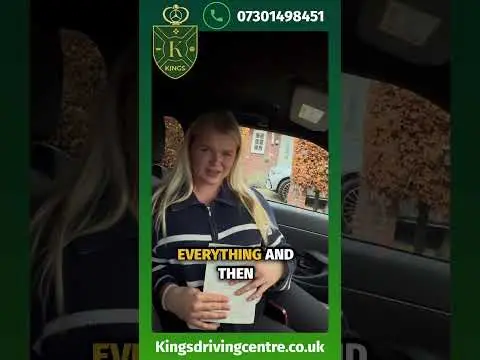 07301498451
K
KINGS
EVERYTHING AND
THEN
Kingsdrivingcentre.co.uk